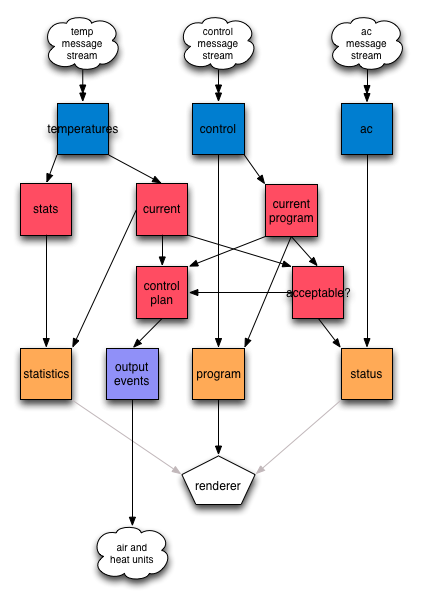 temp
message
stream
control
message
stream
ac
message
stream
temperatures
control
ac
stats
current
current
program
control
plan
acceptable?
statistics
output
events
program
status
renderer
air and
heat units